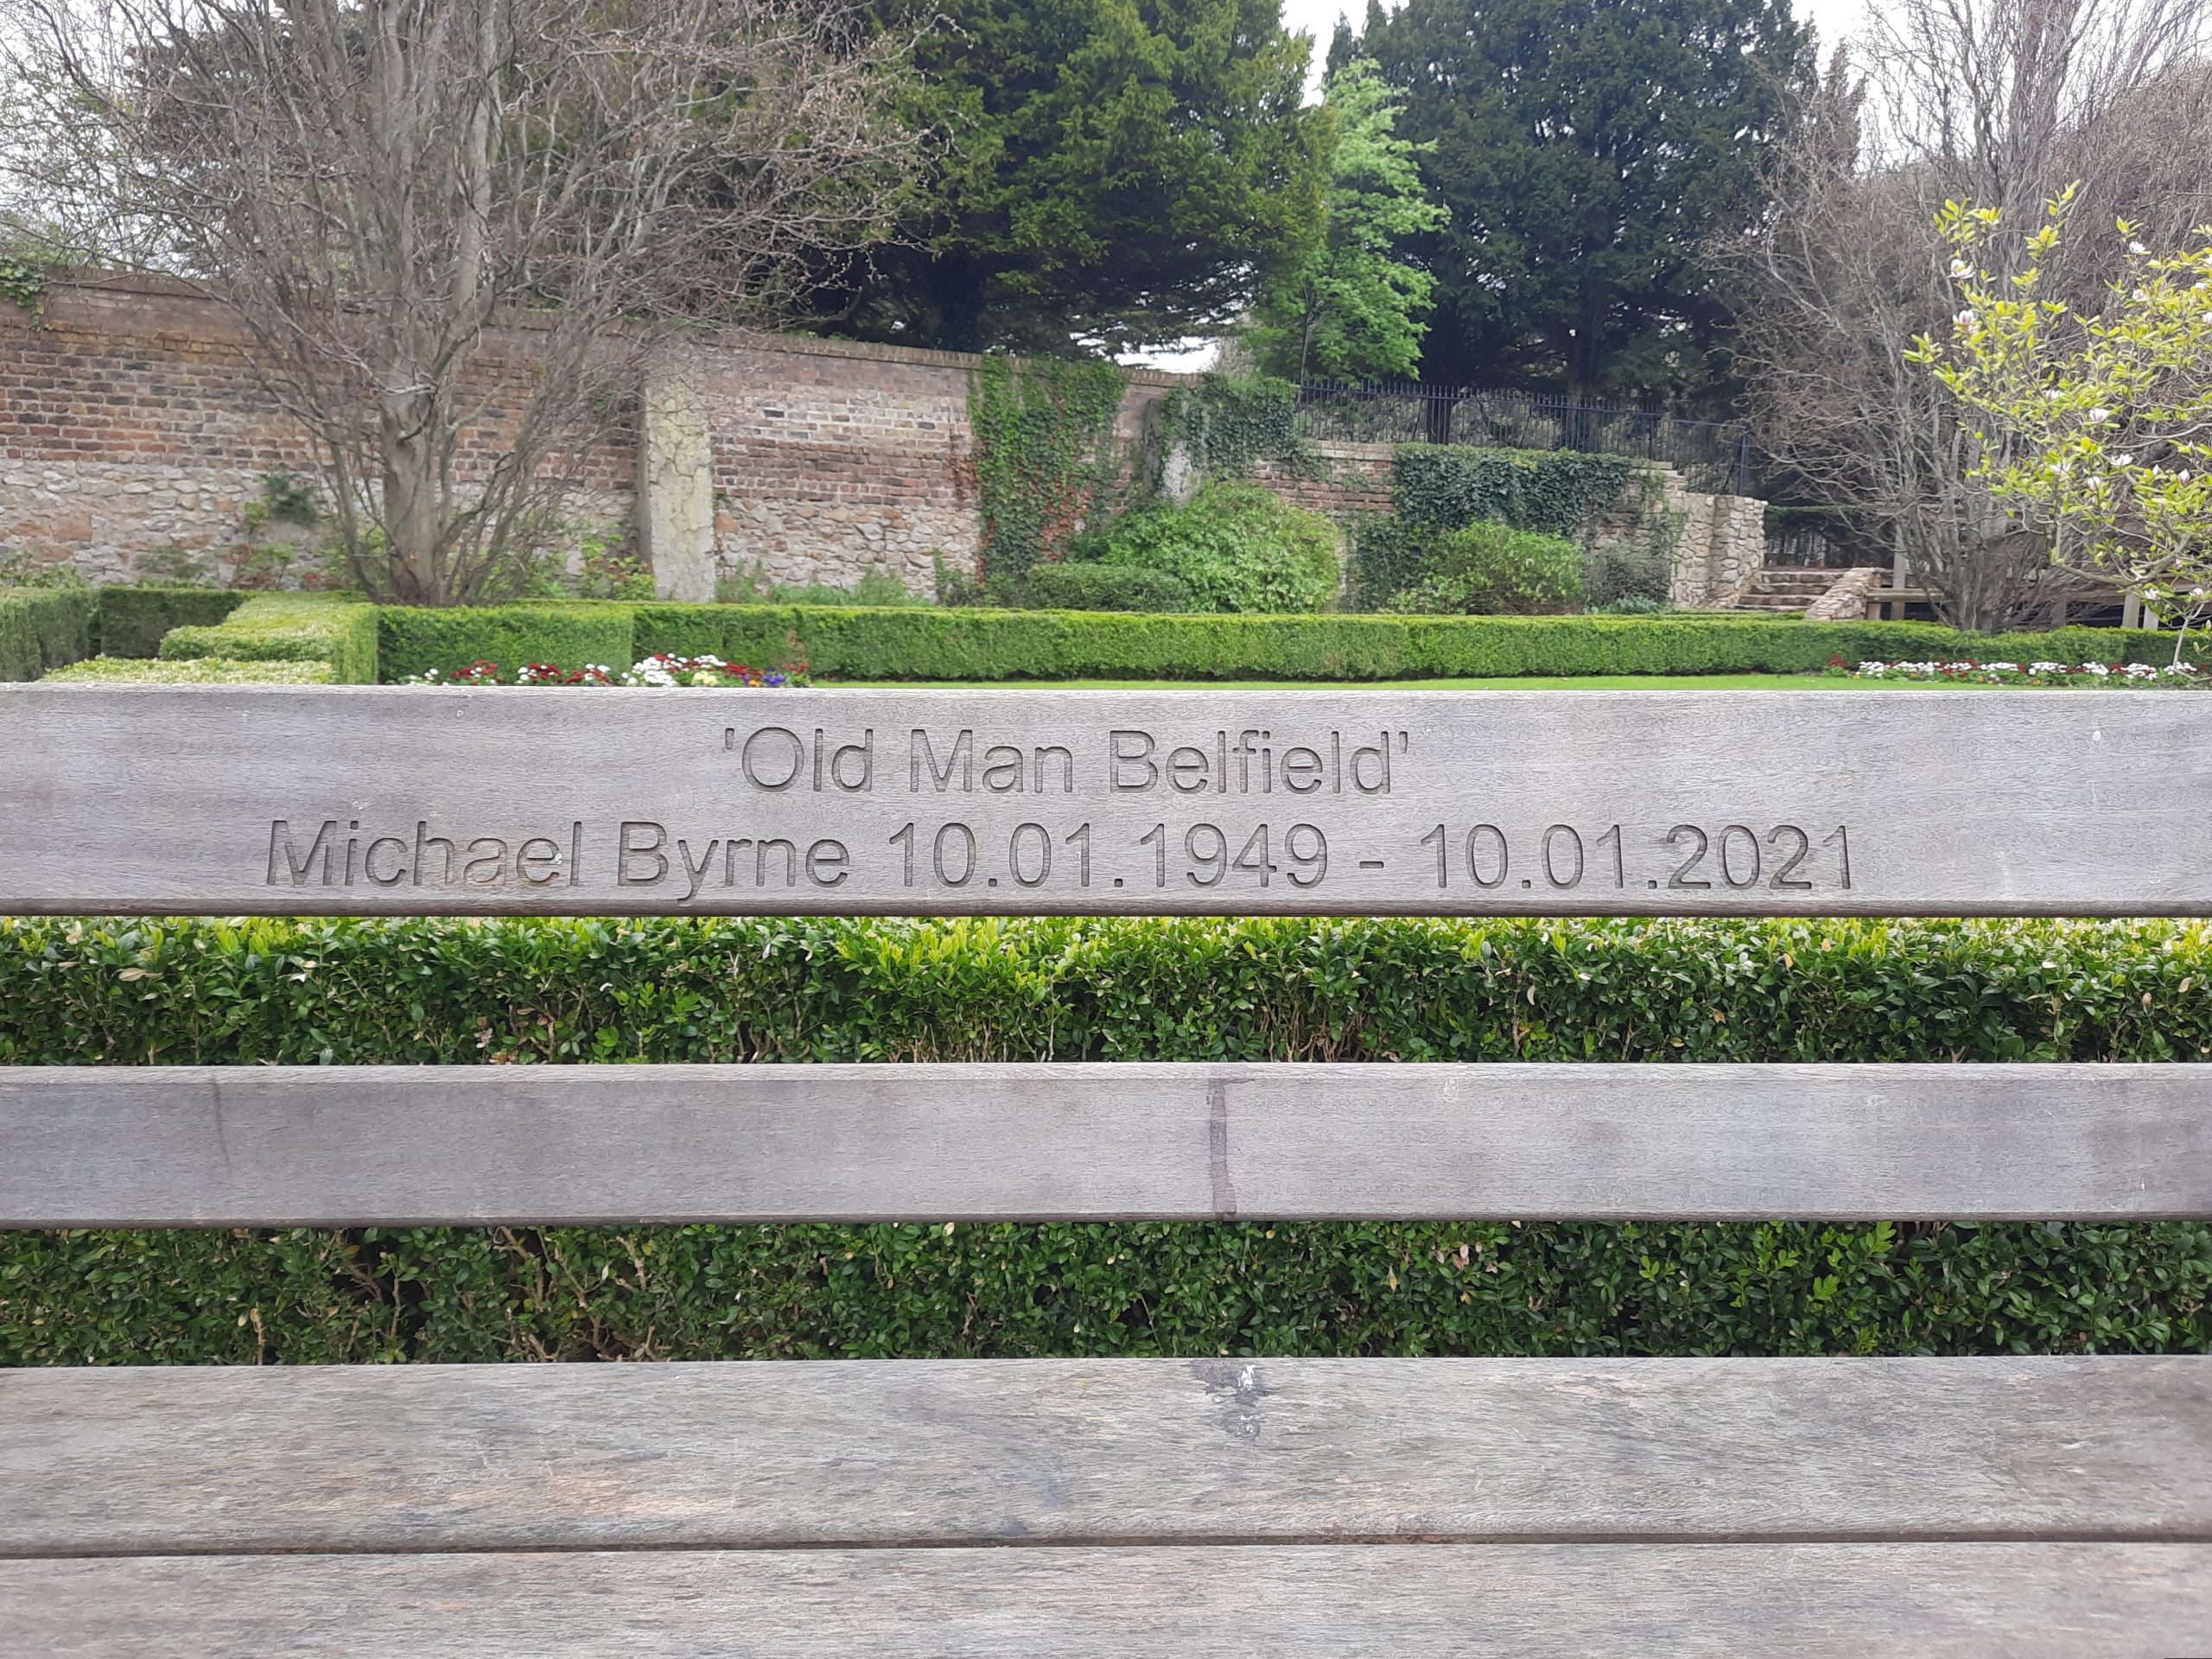 'Old Man Belfield'
Michael Byrne 10.01.1949 - 10.01.2021